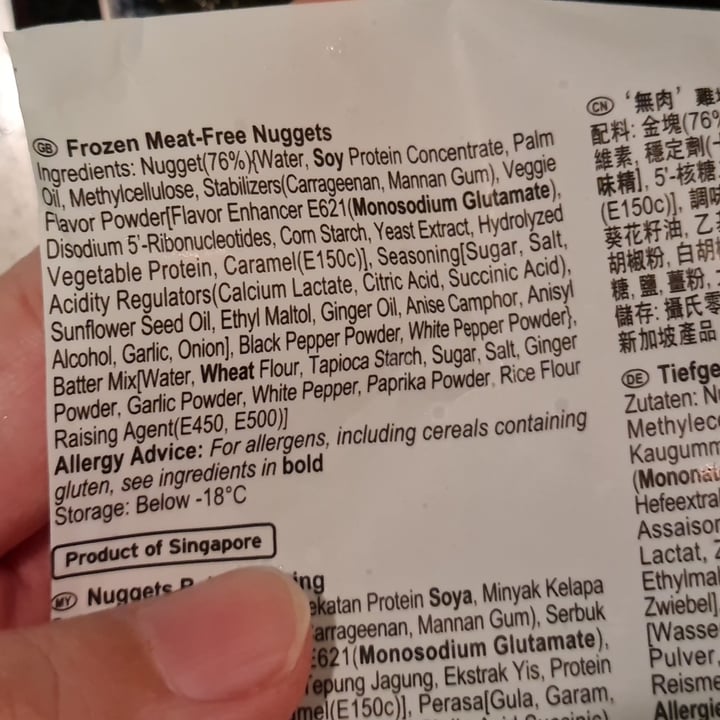 GB Frozen Meat-Free Nuggets
Ingredients: Nugget(76%){Water, Soy Protein Concentrate, Palm
Oil, Methylcellulose, Stabilizers(Carrageenan, Mannan Gum), Veggie
Flavor Powder[Flavor Enhancer E621(Monosodium Glutamate),
Disodium 5'-Ribonucleotides, Corn Starch, Yeast Extract, Hydrolyzed
Vegetable Protein, Caramel(E150c)], Seasoning[Sugar, Salt,
Acidity Regulators(Calcium Lactate, Citric Acid, Succinic Acid),
Sunflower Seed Oil, Ethyl Maltol, Ginger Oil, Anise Camphor, Anisyl
Alcohol, Garlic, Onion], Black Pepper Powder, White Pepper Powder},
Batter Mix[Water, Wheat Flour, Tapioca Starch, Sugar, Salt, Ginger
Powder, Garlic Powder, White Pepper, Paprika Powder, Rice Flour
Raising Agent(E450, E500)]
Allergy Advice: For allergens, including cereals containing
gluten, see ingredients in bold
Storage: Below -18°C
Product of Singapore
MY Nuggets
ekatan Protein Soya, Minyak Kelapa
arrageenan, Mannan Gum), Serbuk
E621(Monosodium Glutamate),
epung Jagung, Ekstrak Yis, Protein
mel(E150c)], Perasa[Gula, Garam,
CN '無肉' 雞
配料: 金塊(76%
維素, 穩定劑(
味精], 5'-核糖
(E150c)], 調味
葵花籽油, 乙
胡椒粉, 白胡
糖, 鹽, 薑粉,
儲存: 攝氏零
新加坡產品
DE Tiefge
Zutaten: N
Methylec
Kaugumm
(Monona
Hefeextra
Assaison
Lactat, Z
Ethylmal
Zwiebel]
[Wasse
Pulver,
Reisme
Allergie